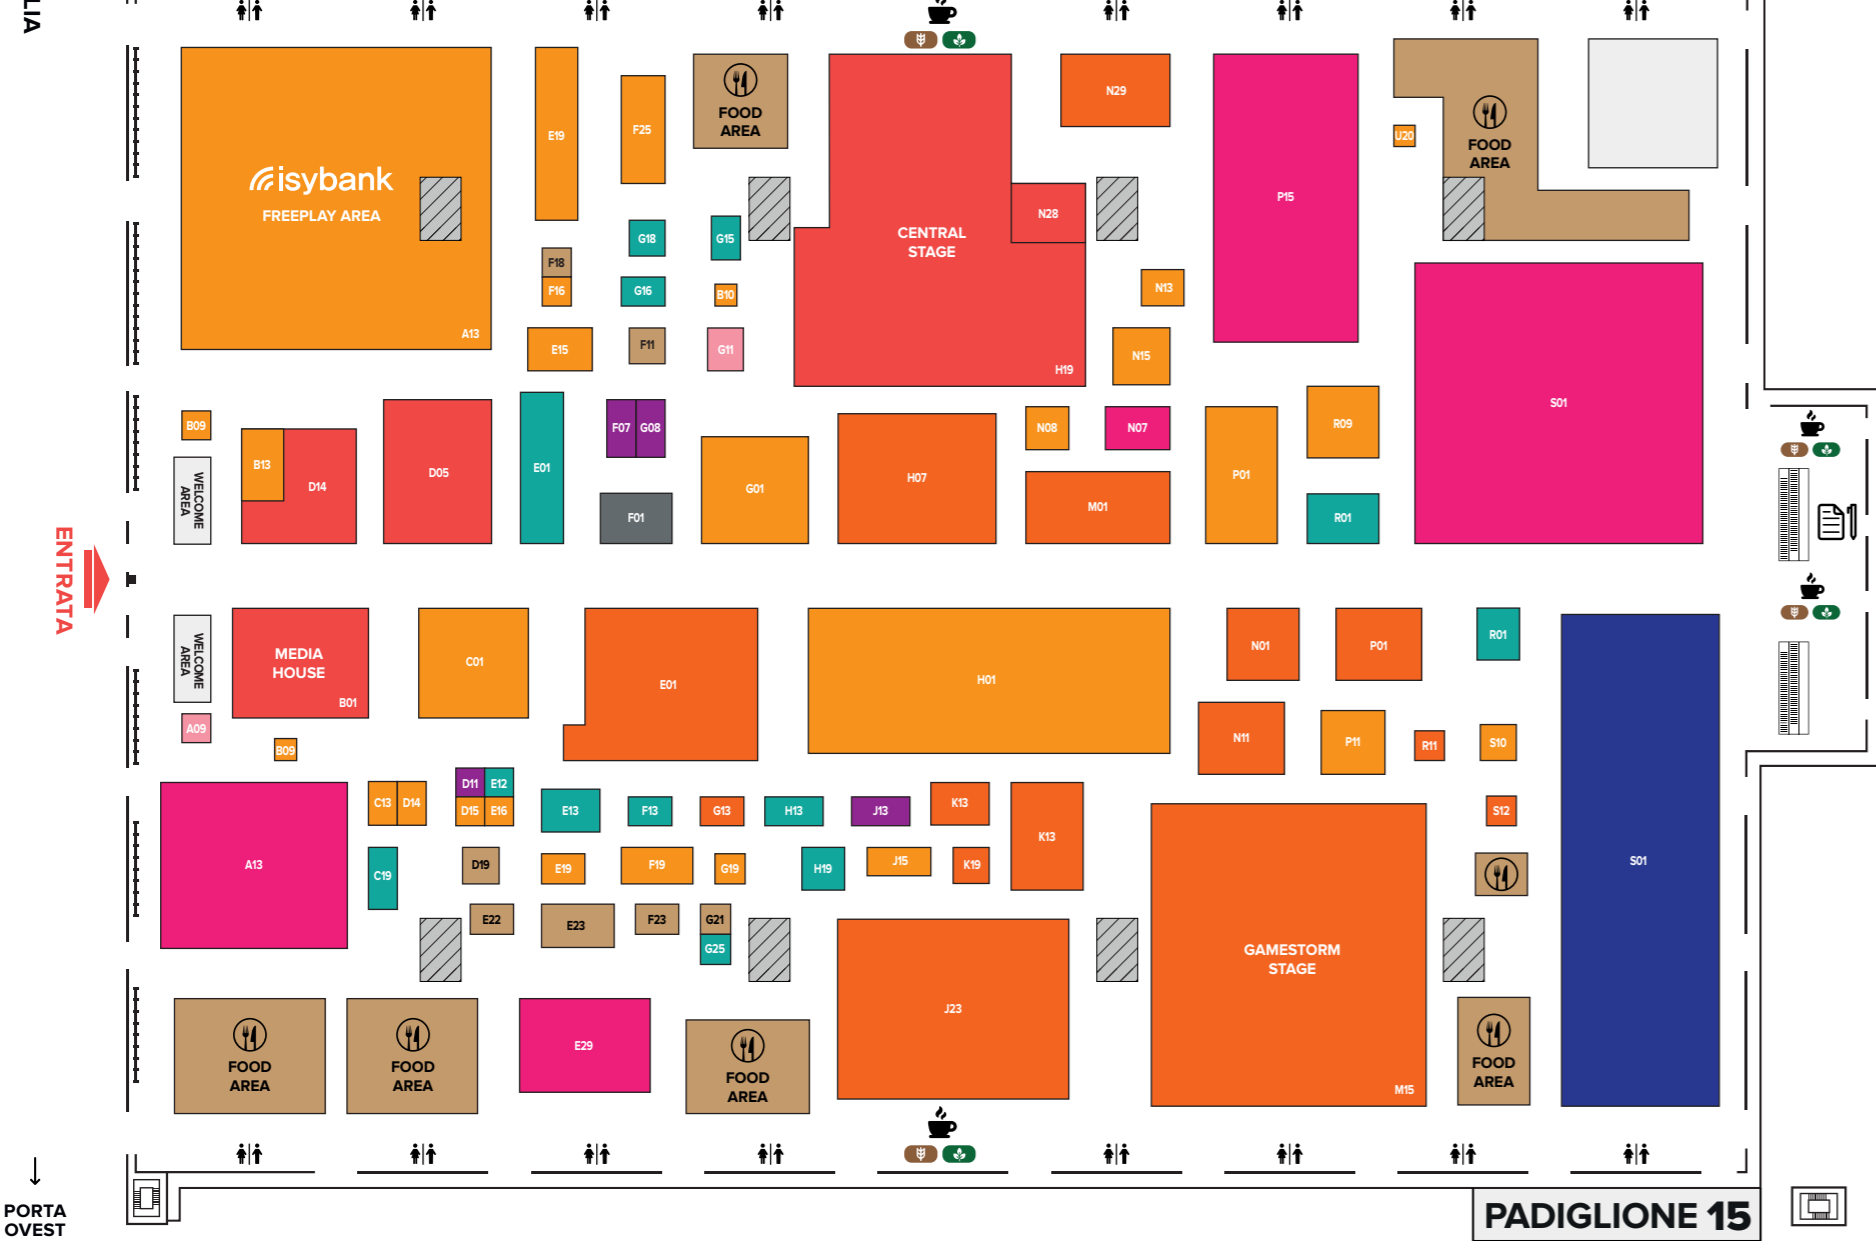 LIA
FOOD
AREA
N29
E19
F25
U20
FOOD
AREA
isybank
FREEPLAY AREA
P15
N28
G18
G15
CENTRAL
STAGE
F18
F16
G16
B10
N13
A13
E15
F11
G11
N15
H19
S01
B09
F07
G08
N08
N07
R09
B13
D14
D05
E01
WELCOME
AREA
G01
H07
P01
M01
F01
R01
ENTRATA
WELCOME
AREA
MEDIA
HOUSE
B01
C01
E01
H01
N01
P01
R01
A09
B09
N11
P11
R11
S10
D11
E12
C13
D14
D15
E16
E13
F13
G13
H13
J13
K13
K13
S12
A13
C19
D19
E19
F19
G19
H19
J15
K19
S01
E22
E23
F23
G21
G25
GAMESTORM
STAGE
J23
M15
FOOD
AREA
FOOD
AREA
E29
FOOD
AREA
FOOD
AREA
PORTA
OVEST
PADIGLIONE 15